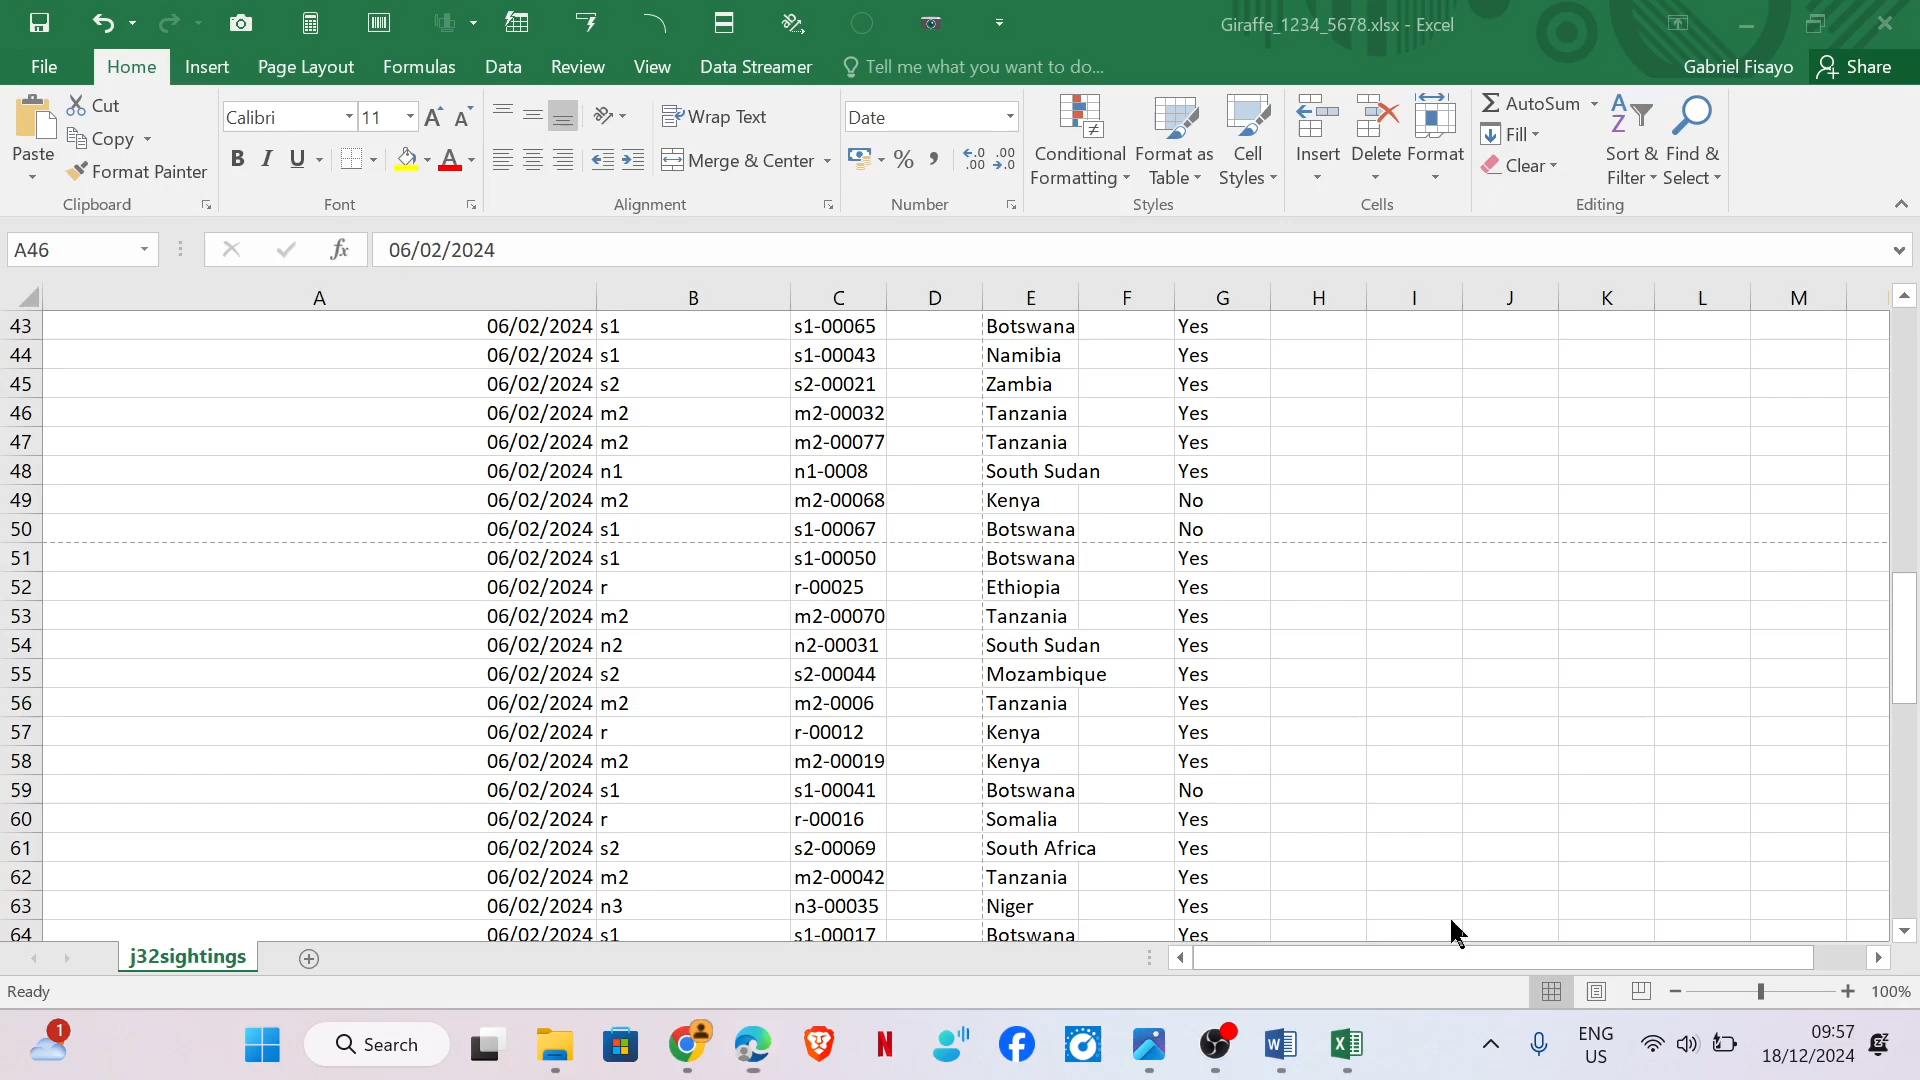 Giraffe_1234_5678.xlsx - Excel
File Home Insert Page Layout Formulas Data Review View Data Streamer Tell me what you want to do... Gabriel Fisayo Share
Paste
Cut
Copy
Format Painter
Clipboard
Calibri 11
B I U
Font
Wrap Text
Merge & Center
Alignment
Date
Number
Conditional Formatting
Format as Table
Cell Styles
Styles
Insert
Delete
Format
Cells
AutoSum
Fill
Clear
Sort & Filter
Find & Select
Editing
A46 fx 06/02/2024
A B C D E F G H I J K L M
43 06/02/2024 s1 s1-00065 Botswana Yes
44 06/02/2024 s1 s1-00043 Namibia Yes
45 06/02/2024 s2 s2-00021 Zambia Yes
46 06/02/2024 m2 m2-00032 Tanzania Yes
47 06/02/2024 m2 m2-00077 Tanzania Yes
48 06/02/2024 n1 n1-0008 South Sudan Yes
49 06/02/2024 m2 m2-00068 Kenya No
50 06/02/2024 s1 s1-00067 Botswana No
51 06/02/2024 s1 s1-00050 Botswana Yes
52 06/02/2024 r r-00025 Ethiopia Yes
53 06/02/2024 m2 m2-00070 Tanzania Yes
54 06/02/2024 n2 n2-00031 South Sudan Yes
55 06/02/2024 s2 s2-00044 Mozambique Yes
56 06/02/2024 m2 m2-0006 Tanzania Yes
57 06/02/2024 r r-00012 Kenya Yes
58 06/02/2024 m2 m2-00019 Kenya Yes
59 06/02/2024 s1 s1-00041 Botswana No
60 06/02/2024 r r-00016 Somalia Yes
61 06/02/2024 s2 s2-00069 South Africa Yes
62 06/02/2024 m2 m2-00042 Tanzania Yes
63 06/02/2024 n3 n3-00035 Niger Yes
64 06/02/2024 s1 s1-00017 Botswana Yes
j32sightings
Ready 100%
1 Search ENG US 09:57 18/12/2024